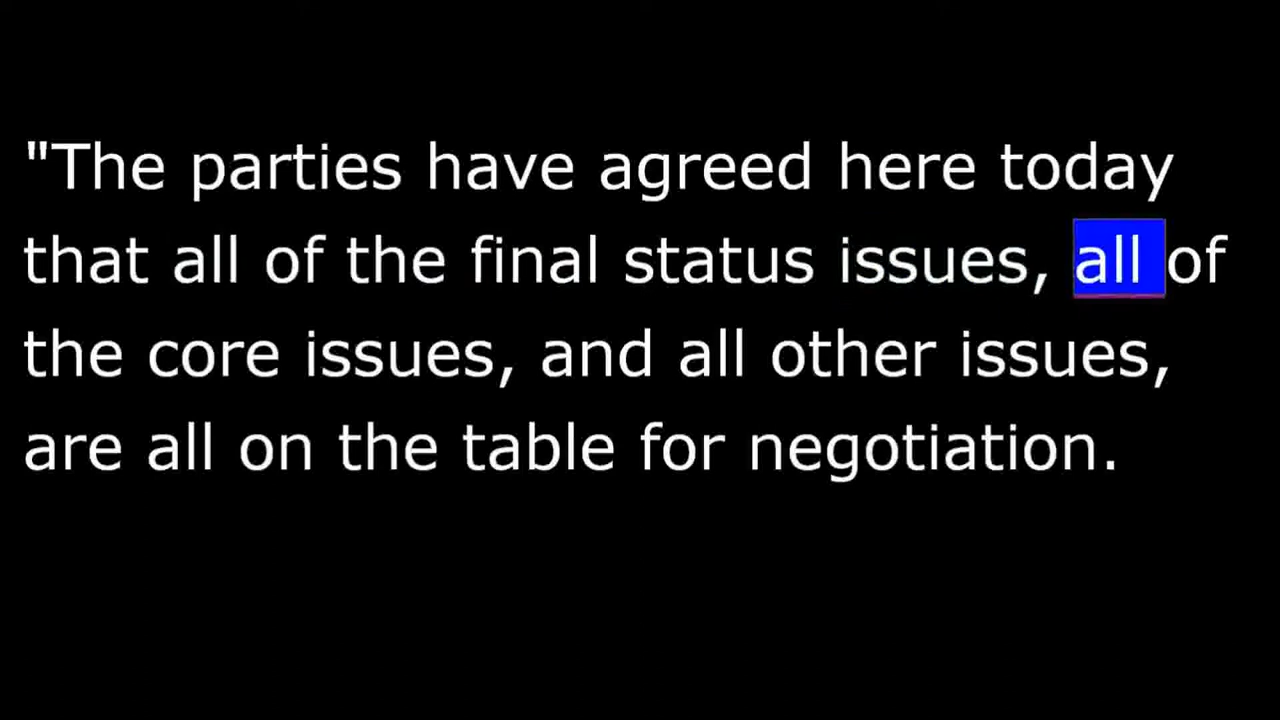 "The parties have agreed here today
that all of the final status issues, all of
the core issues, and all other issues,
are all on the table for negotiation.